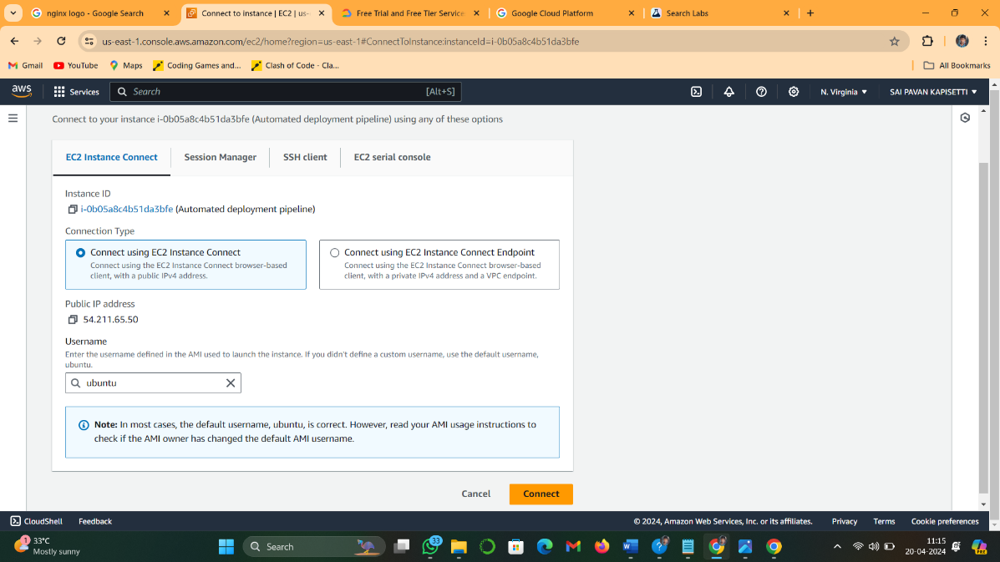 nginx logo - Google Search
Connect to instance | EC2 | us-
Free Trial and Free Tier Service
Google Cloud Platform
Search Labs
us-east-1.console.aws.amazon.com/ec2/home?region=us-east-1#ConnectToInstance:instanceId=i-0b05a8c4b51da3bfe
Gmail YouTube Maps Coding Games and... Clash of Code - Cla... All Bookmarks
aws Services Search [Alt+S] N. Virginia SAI PAVAN KAPISETTI
Connect to your instance i-0b05a8c4b51da3bfe (Automated deployment pipeline) using any of these options
EC2 Instance Connect Session Manager SSH client EC2 serial console
Instance ID
i-0b05a8c4b51da3bfe (Automated deployment pipeline)
Connection Type
Connect using EC2 Instance Connect
Connect using the EC2 Instance Connect browser-based
client, with a public IPv4 address.
Connect using EC2 Instance Connect Endpoint
Connect using the EC2 Instance Connect browser-based
client, with a private IPv4 address and a VPC endpoint.
Public IP address
54.211.65.50
Username
Enter the username defined in the AMI used to launch the instance. If you didn't define a custom username, use the default username,
ubuntu.
ubuntu
Note: In most cases, the default username, ubuntu, is correct. However, read your AMI usage instructions to
check if the AMI owner has changed the default AMI username.
Cancel Connect
CloudShell Feedback © 2024, Amazon Web Services, Inc. or its affiliates. Privacy Terms Cookie preferences
1 33°C
Mostly sunny
Search
33
11:15
20-04-2024
PRE